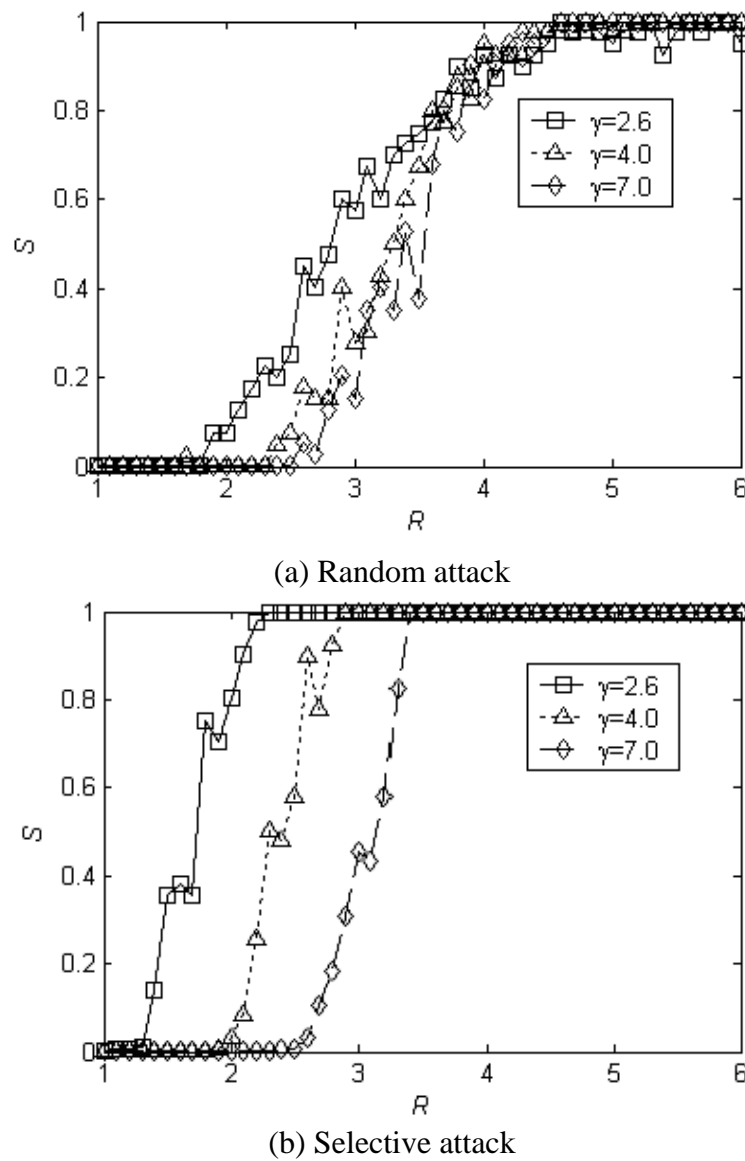 1
0.8
0.6
0.4
0.2
0
S
1 2 3 4 5 6
R
γ=2.6
γ=4.0
γ=7.0
(a) Random attack
1
0.8
0.6
0.4
0.2
0
S
1 2 3 4 5 6
R
γ=2.6
γ=4.0
γ=7.0
(b) Selective attack